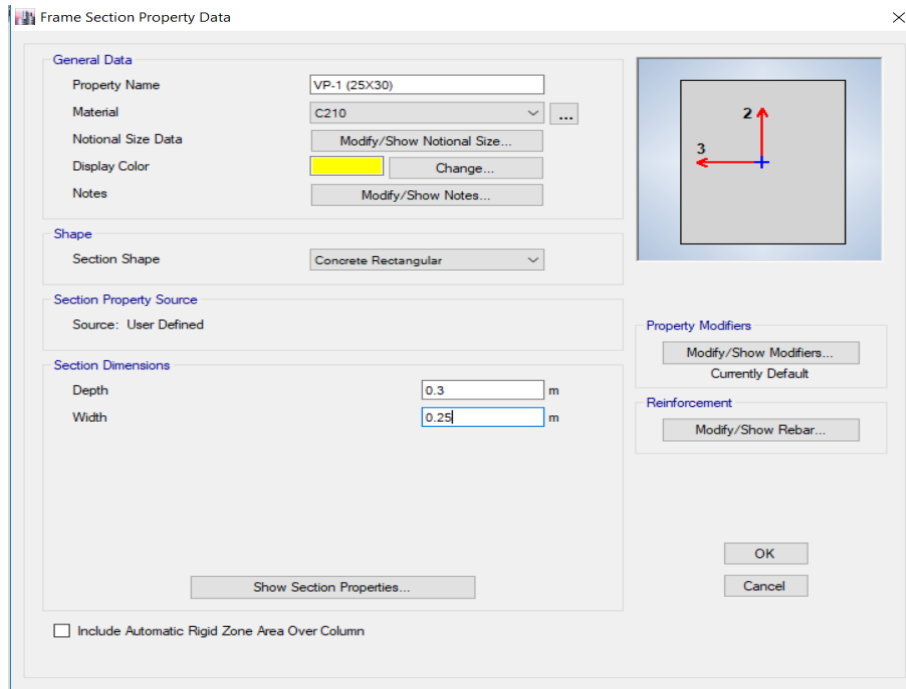 Frame Section Property Data
General Data
Property Name VP-1 (25X30)
Material C210 ...
Notional Size Data Modify/Show Notional Size...
Display Color Change...
Notes Modify/Show Notes...
Shape
Section Shape Concrete Rectangular
Section Property Source
Source: User Defined
Section Dimensions
Depth 0.3 m
Width 0.25 m
Show Section Properties...
Include Automatic Rigid Zone Area Over Column
2
3
Property Modifiers
Modify/Show Modifiers...
Currently Default
Reinforcement
Modify/Show Rebar...
OK
Cancel